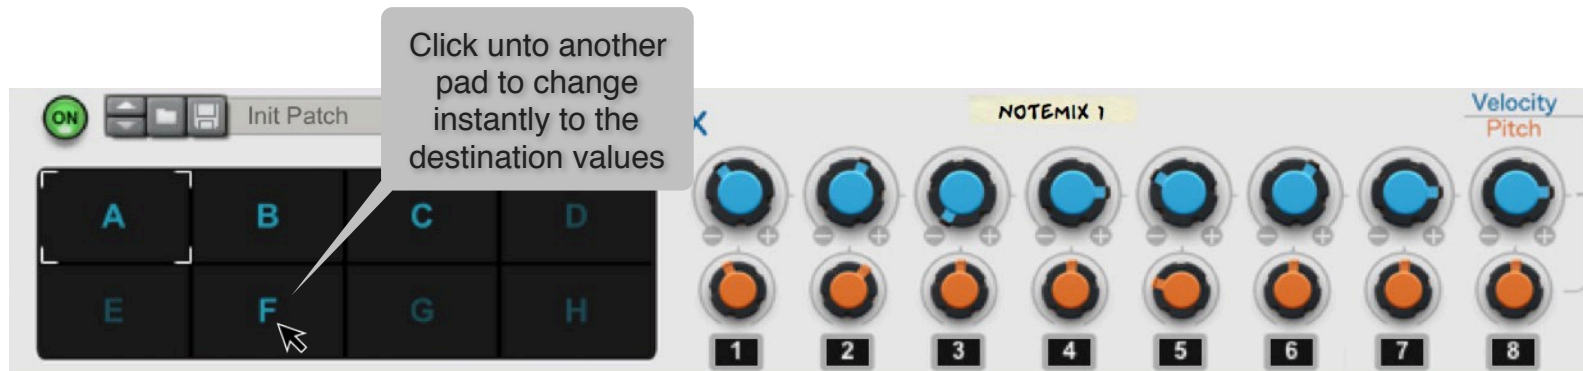 Click unto another
pad to change
instantly to the
destination values
ON
Init Patch
X
NOTEMIX 1
Velocity
Pitch
A B C D
E F G H
1 2 3 4 5 6 7 8